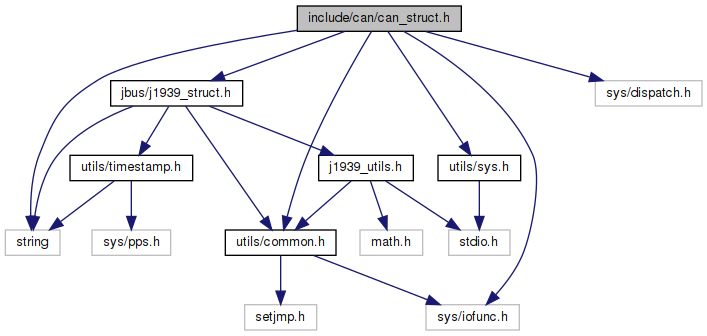 include/can/can_struct.h
jbus/j1939_struct.h
sys/dispatch.h
utils/timestamp.h
j1939_utils.h
utils/sys.h
string
sys/pps.h
utils/common.h
math.h
stdio.h
setjmp.h
sys/iofunc.h